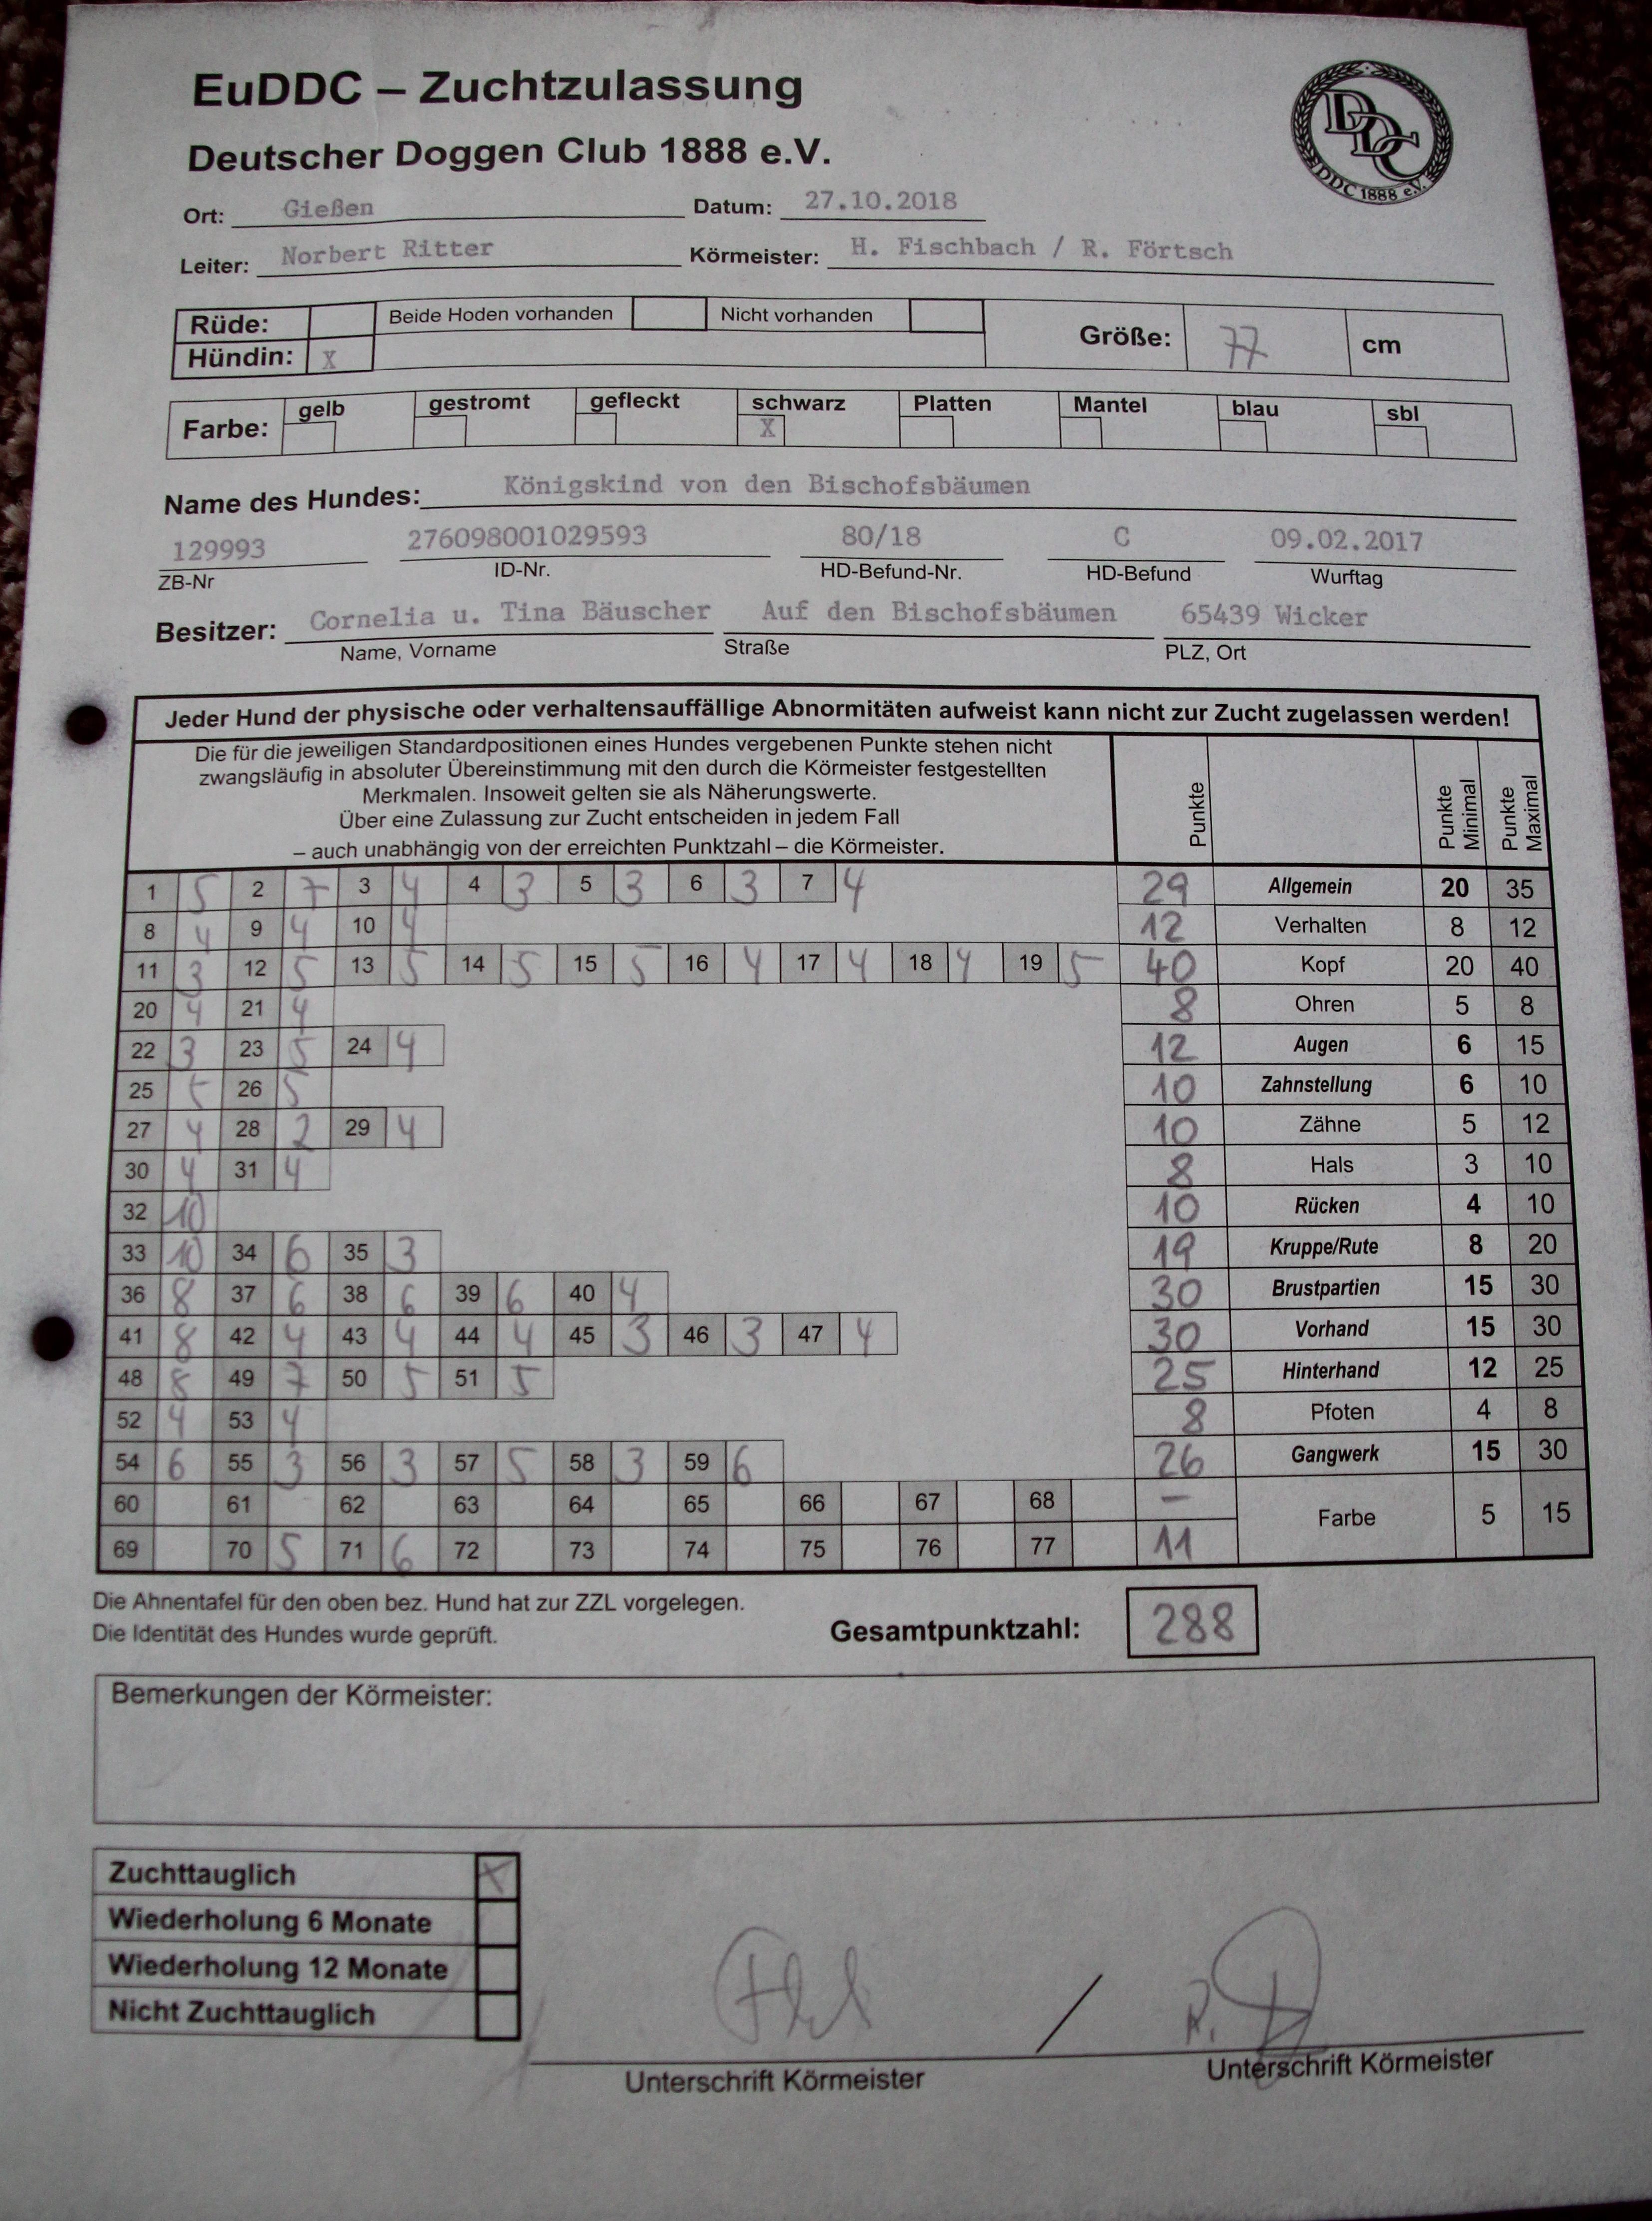 EuDDC – Zuchtzulassung
Deutscher Doggen Club 1888 e.V.
DDC
DDC 1888 e.V.
Ort: Gießen Datum: 27.10.2018
Leiter: Norbert Ritter Körmeister: H. Fischbach / R. Förtsch
Rüde: Beide Hoden vorhanden Nicht vorhanden
Hündin: X
Größe: 77 cm
Farbe: gelb gestromt gefleckt schwarz X Platten Mantel blau sbl
Name des Hundes: Königskind von den Bischofsbäumen
129993 276098001029593 80/18 C 09.02.2017
ZB-Nr ID-Nr. HD-Befund-Nr. HD-Befund Wurftag
Besitzer: Cornelia u. Tina Bäuscher Auf den Bischofsbäumen 65439 Wicker
Name, Vorname Straße PLZ, Ort
Jeder Hund der physische oder verhaltensauffällige Abnormitäten aufweist kann nicht zur Zucht zugelassen werden!
Die für die jeweiligen Standardpositionen eines Hundes vergebenen Punkte stehen nicht
zwangsläufig in absoluter Übereinstimmung mit den durch die Körmeister festgestellten
Merkmalen. Insoweit gelten sie als Näherungswerte.
Über eine Zulassung zur Zucht entscheiden in jedem Fall
– auch unabhängig von der erreichten Punktzahl – die Körmeister.
Punkte
Punkte Minimal
Punkte Maximal
1 5 2 7 3 4 4 3 5 3 6 3 7 4 29 Allgemein 20 35
8 4 9 4 10 4 12 Verhalten 8 12
11 3 12 5 13 5 14 5 15 5 16 4 17 4 18 4 19 5 40 Kopf 20 40
20 4 21 4 8 Ohren 5 8
22 3 23 5 24 4 12 Augen 6 15
25 5 26 5 10 Zahnstellung 6 10
27 4 28 2 29 4 10 Zähne 5 12
30 4 31 4 8 Hals 3 10
32 10 10 Rücken 4 10
33 10 34 6 35 3 19 Kruppe/Rute 8 20
36 8 37 6 38 6 39 6 40 4 30 Brustpartien 15 30
41 8 42 4 43 4 44 4 45 3 46 3 47 4 30 Vorhand 15 30
48 8 49 7 50 5 51 5 25 Hinterhand 12 25
52 4 53 4 8 Pfoten 4 8
54 6 55 3 56 3 57 5 58 3 59 6 26 Gangwerk 15 30
60 61 62 63 64 65 66 67 68 – Farbe 5 15
69 70 5 71 6 72 73 74 75 76 77 11
Die Ahnentafel für den oben bez. Hund hat zur ZZL vorgelegen.
Die Identität des Hundes wurde geprüft.
Gesamtpunktzahl: 288
Bemerkungen der Körmeister:
Zuchttauglich X
Wiederholung 6 Monate
Wiederholung 12 Monate
Nicht Zuchttauglich
/ R.
Unterschrift Körmeister Unterschrift Körmeister